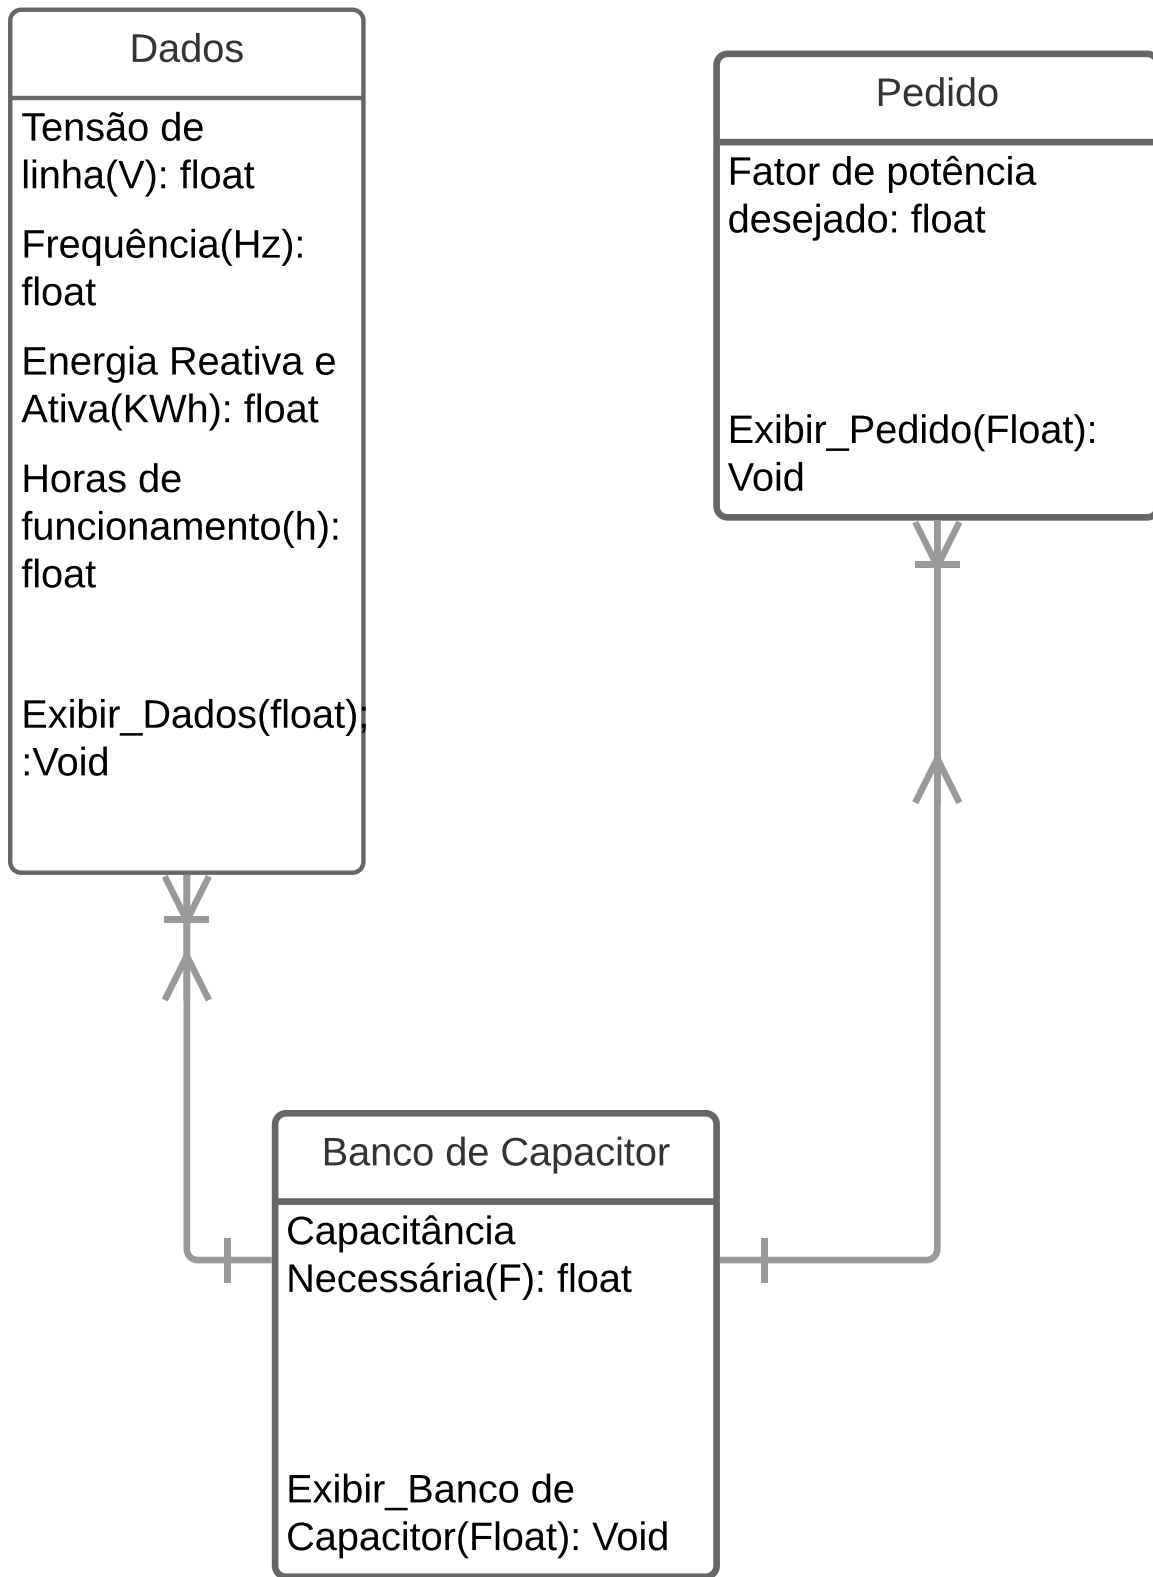 Dados
Tensão de
linha(V): float
Frequência(Hz):
float
Energia Reativa e
Ativa(KWh): float
Horas de
funcionamento(h):
float
Exibir_Dados(float);
:Void
Pedido
Fator de potência
desejado: float
Exibir_Pedido(Float):
Void
Banco de Capacitor
Capacitância
Necessária(F): float
Exibir_Banco de
Capacitor(Float): Void